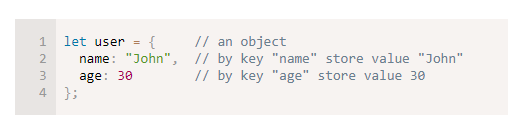 1 let user = {     // an object
2   name: "John",  // by key "name" store value "John"
3   age: 30        // by key "age" store value 30
4 };